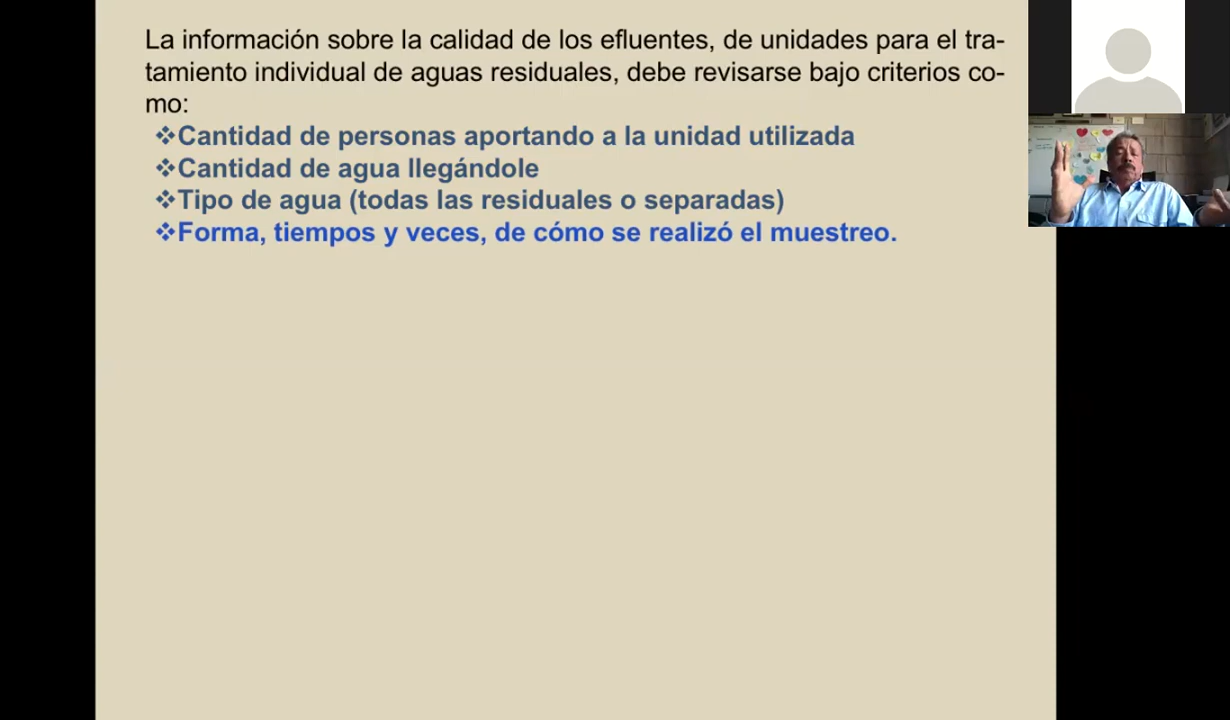 La información sobre la calidad de los efluentes, de unidades para el tra-
tamiento individual de aguas residuales, debe revisarse bajo criterios co-
mo:
❖Cantidad de personas aportando a la unidad utilizada
❖Cantidad de agua llegándole
❖Tipo de agua (todas las residuales o separadas)
❖Forma, tiempos y veces, de cómo se realizó el muestreo.